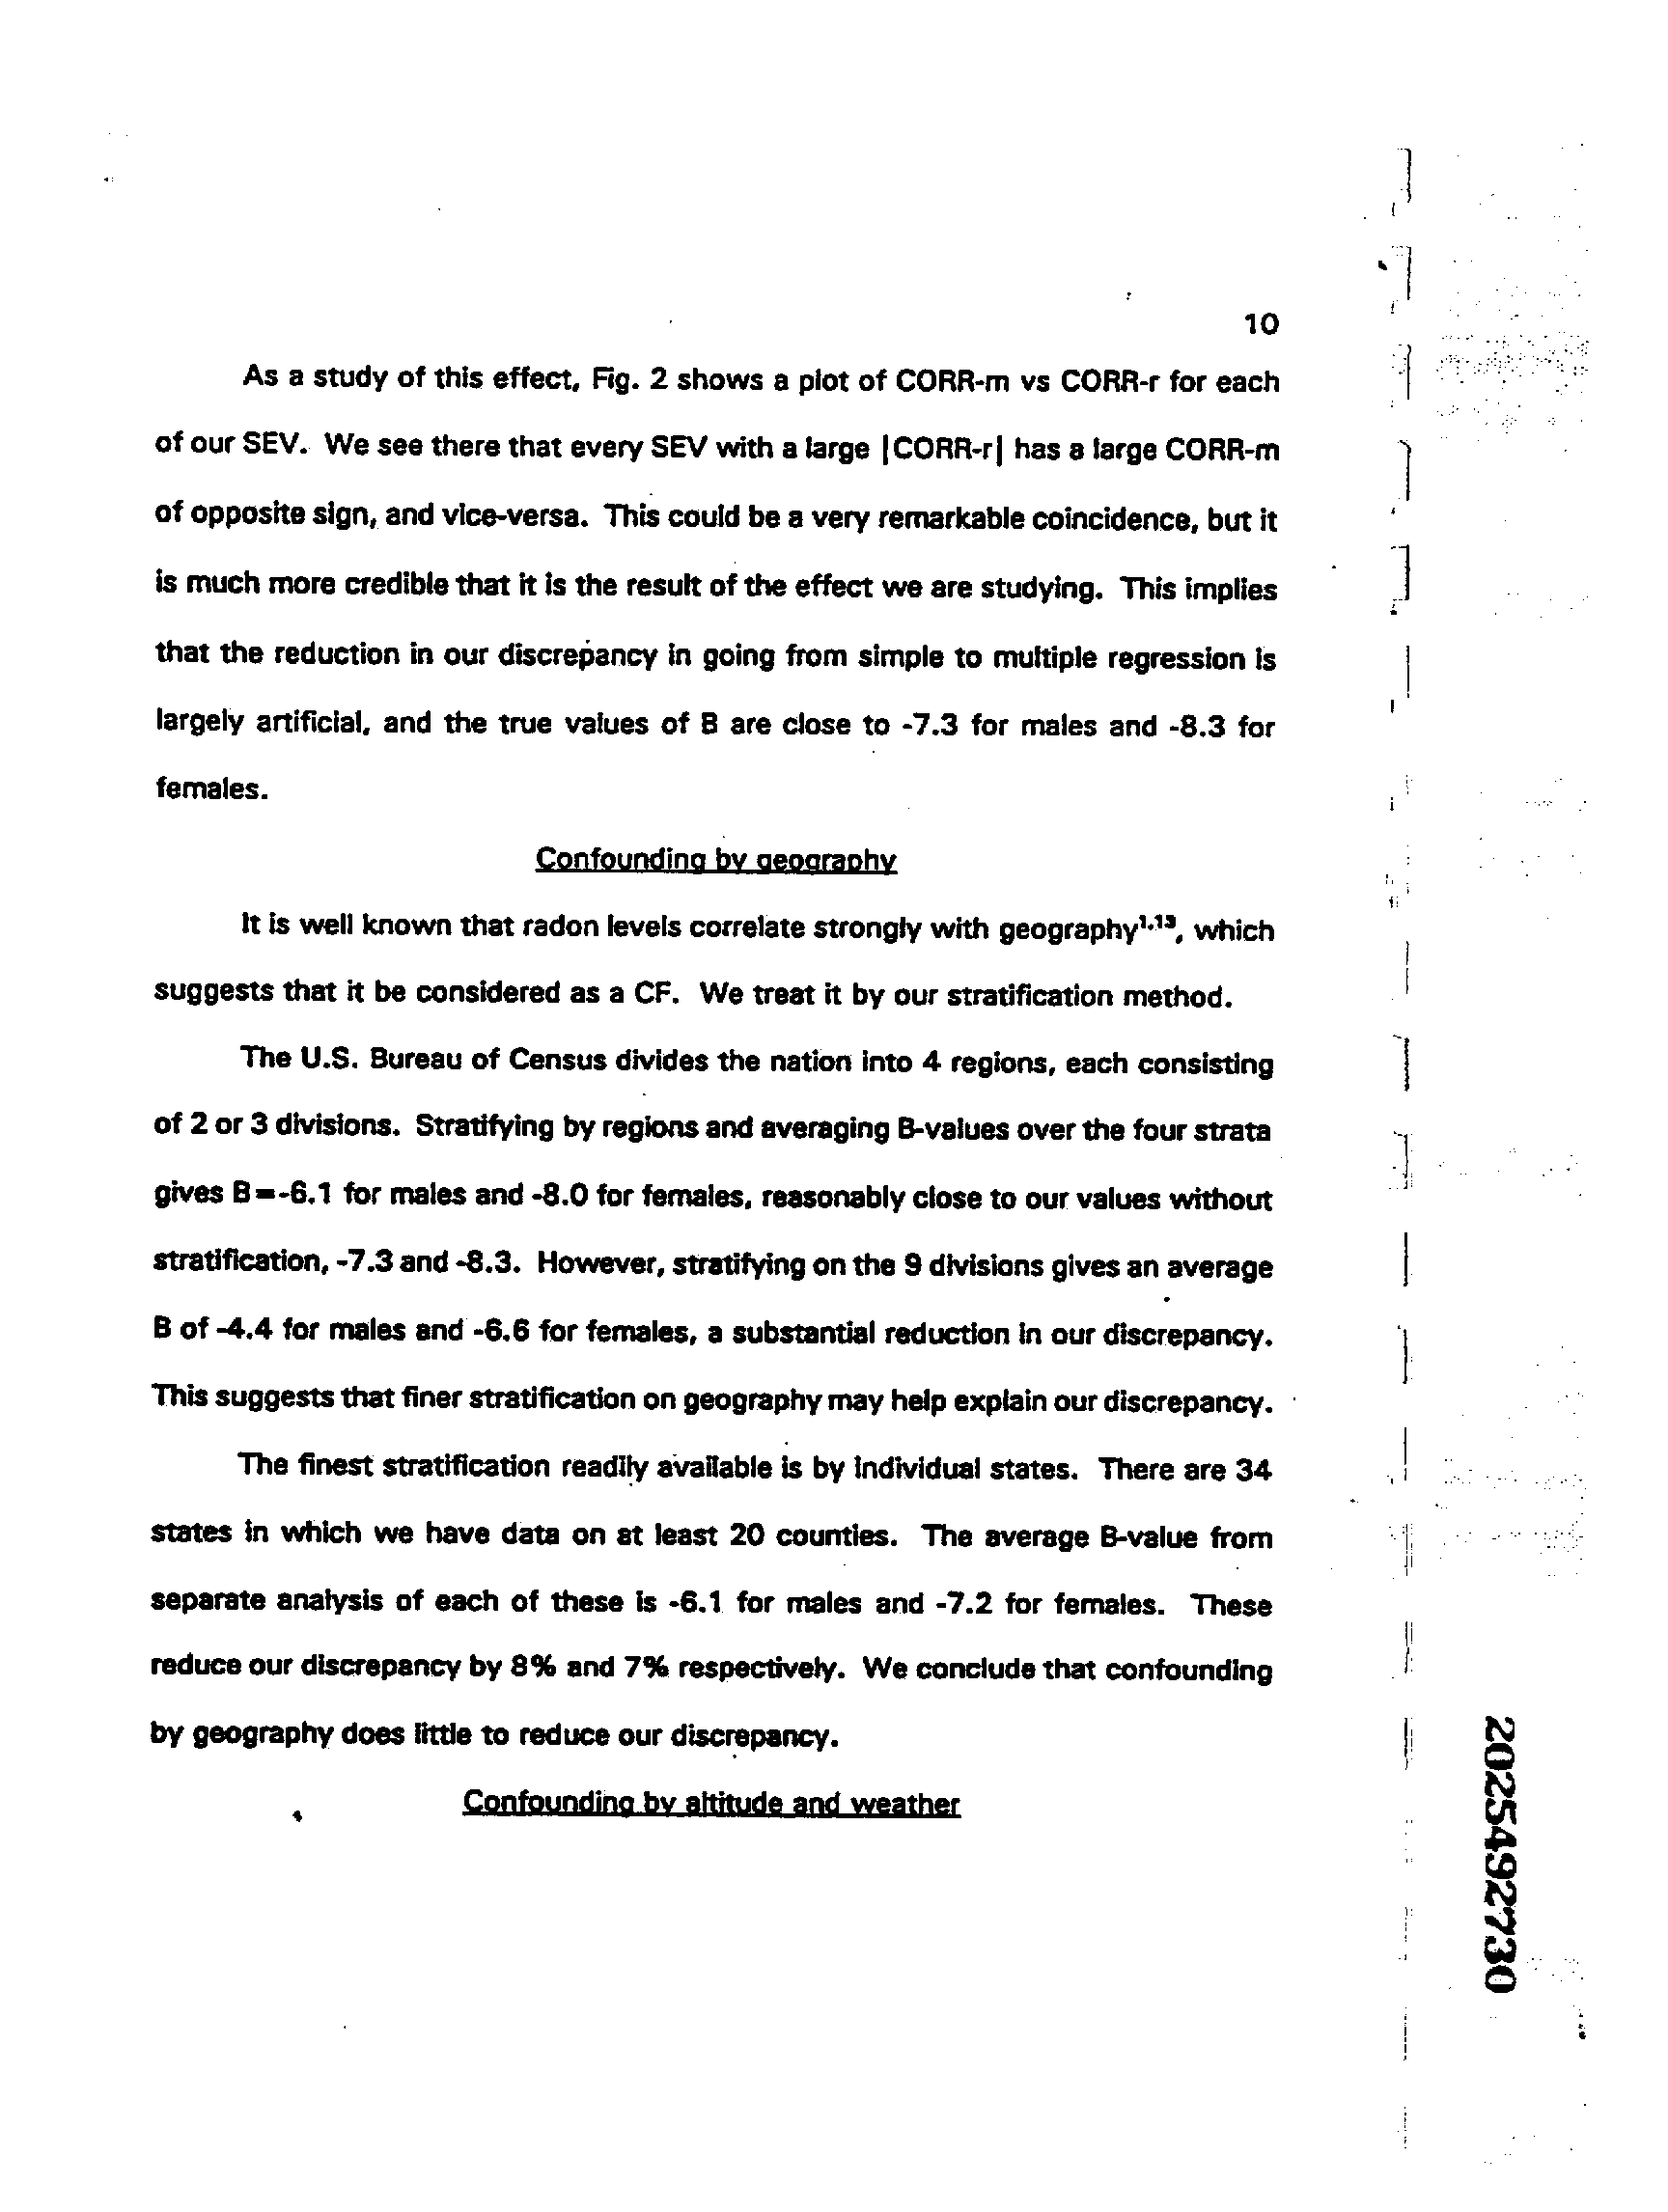 10
As a study of this effect, Fig. 2 shows a plot of CORR-m vs CORR-r for each
of our SEV. We see there that every SEV with a large |CORR-r| has a large CORR-m
of opposite sign, and vice-versa. This could be a very remarkable coincidence, but it
is much more credible that it is the result of the effect we are studying. This implies
that the reduction in our discrepancy in going from simple to multiple regression is
largely artificial, and the true values of B are close to -7.3 for males and -8.3 for
females.
Confounding by geography
It is well known that radon levels correlate strongly with geography¹·¹³, which
suggests that it be considered as a CF. We treat it by our stratification method.
The U.S. Bureau of Census divides the nation into 4 regions, each consisting
of 2 or 3 divisions. Stratifying by regions and averaging B-values over the four strata
gives B=-6.1 for males and -8.0 for females, reasonably close to our values without
stratification, -7.3 and -8.3. However, stratifying on the 9 divisions gives an average
B of -4.4 for males and -6.6 for females, a substantial reduction in our discrepancy.
This suggests that finer stratification on geography may help explain our discrepancy.
The finest stratification readily available is by individual states. There are 34
states in which we have data on at least 20 counties. The average B-value from
separate analysis of each of these is -6.1 for males and -7.2 for females. These
reduce our discrepancy by 8% and 7% respectively. We conclude that confounding
by geography does little to reduce our discrepancy.
Confounding by altitude and weather
2025492730